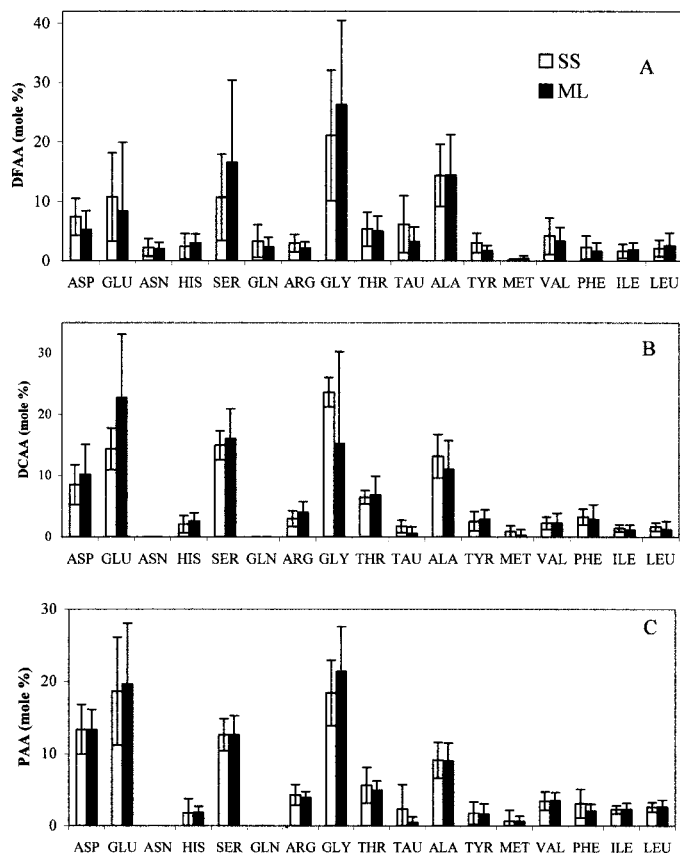 DFAA (mole %)
40
30
20
10
0
SS
ML
A
ASP GLU ASN HIS SER GLN ARG GLY THR TAU ALA TYR MET VAL PHE ILE LEU
DCAA (mole %)
30
20
10
0
B
ASP GLU ASN HIS SER GLN ARG GLY THR TAU ALA TYR MET VAL PHE ILE LEU
PAA (mole %)
30
20
10
0
C
ASP GLU ASN HIS SER GLN ARG GLY THR TAU ALA TYR MET VAL PHE ILE LEU